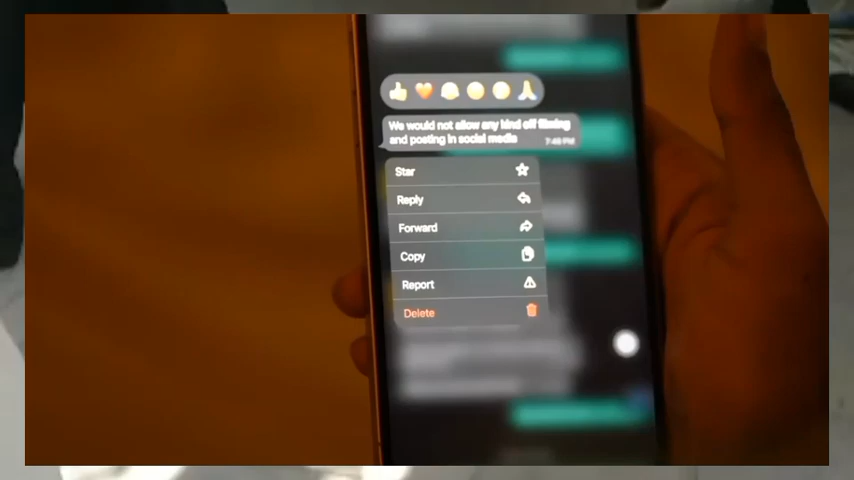 We would not allow any kind off filming
and posting in social media
7:48 PM
Star
Reply
Forward
Copy
Report
Delete